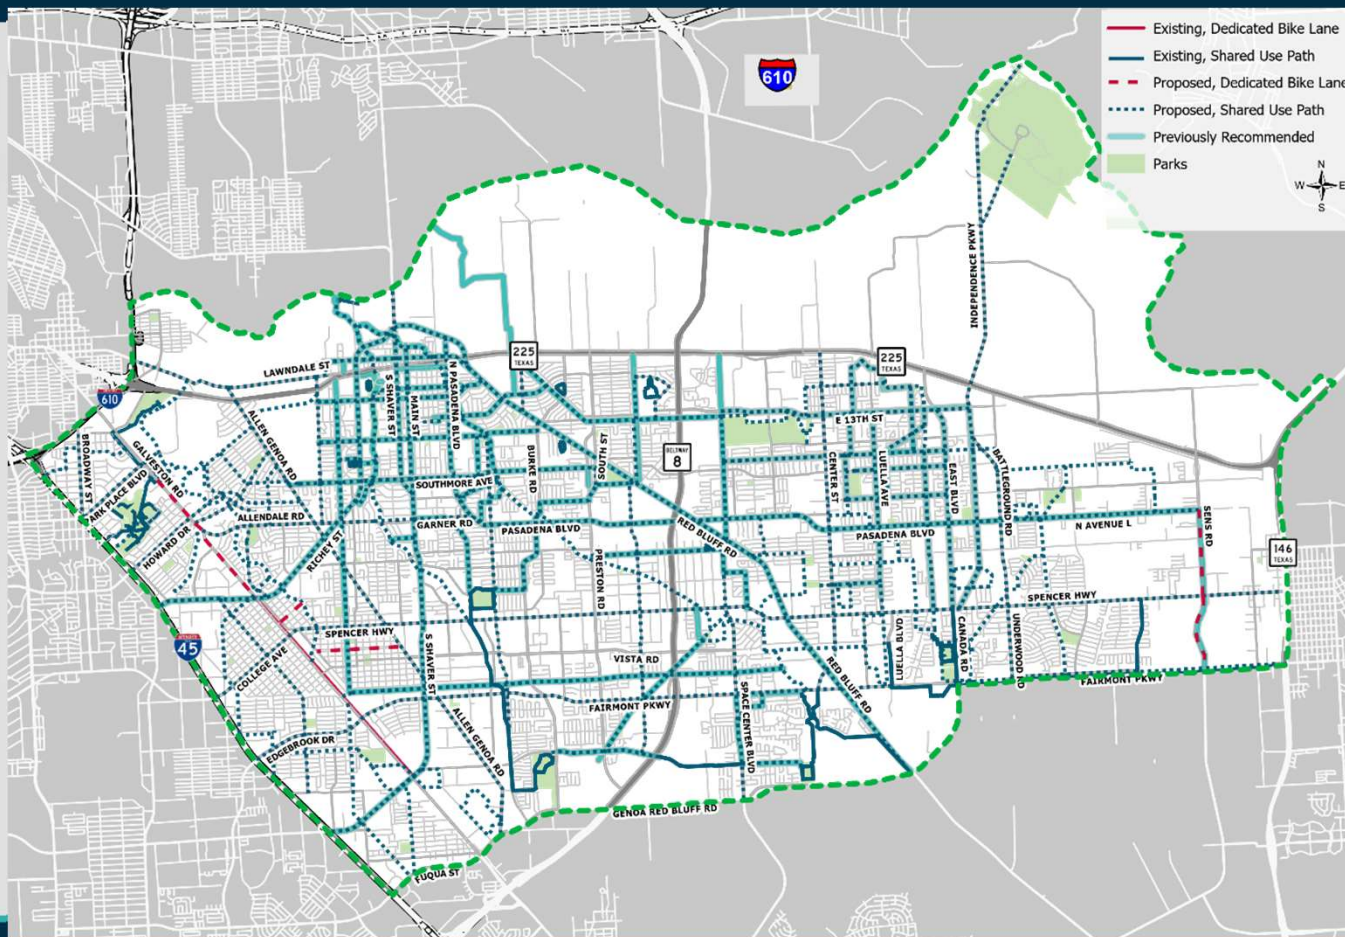 610
Existing, Dedicated Bike Lane
Existing, Shared Use Path
Proposed, Dedicated Bike Lane
Proposed, Shared Use Path
Previously Recommended
Parks
N
W E
S
INDEPENDENCE PKWY
225
TEXAS
225
TEXAS
LAWNDALE ST
610
S SHAVER ST
MAIN ST
N PASADENA BLVD
ALLEN GENOA RD
E 13TH ST
BROADWAY ST
GALVESTON RD
BURKE RD
SOUTH ST
BELTWAY
8
CENTER ST
LUELLA AVE
EAST BLVD
BATTLEGROUND RD
ARK PLACE BLVD
SOUTHMORE AVE
ALLENDALE RD
GARNER RD
PASADENA BLVD
RED BLUFF RD
PASADENA BLVD
N AVENUE L
SENS RD
HOWARD DR
RICHEY ST
PRESTON RD
146
TEXAS
SPENCER HWY
SPENCER HWY
INTERSTATE
45
COLLEGE AVE
S SHAVER ST
VISTA RD
LUELLA BLVD
CANADA RD
UNDERWOOD RD
FAIRMONT PKWY
RED BLUFF RD
FAIRMONT PKWY
SPACE CENTER BLVD
EDGEBROOK DR
ALLEN GENOA RD
GENOA RED BLUFF RD
FUQUA ST